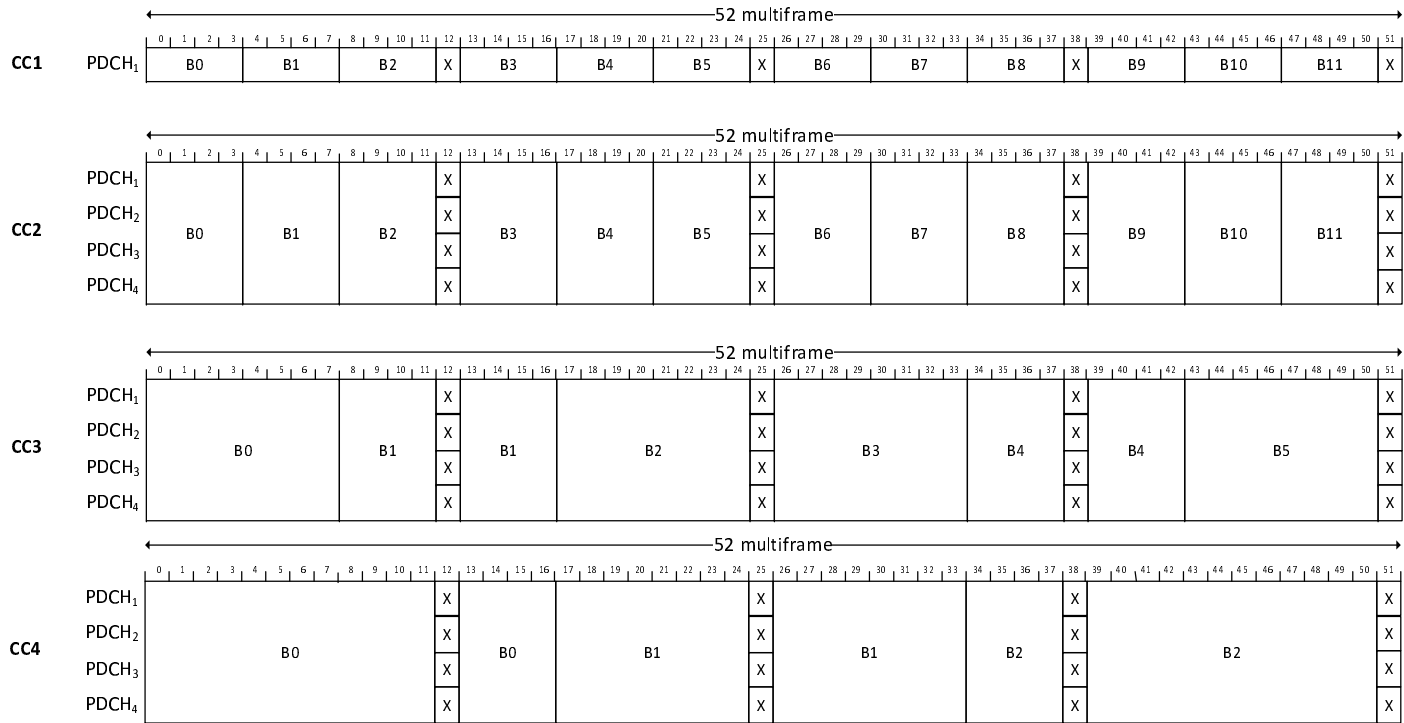 52 multiframe
0 1 2 3 4 5 6 7 8 9 10 11 12 13 14 15 16 17 18 19 20 21 22 23 24 25 26 27 28 29 30 31 32 33 34 35 36 37 38 39 40 41 42 43 44 45 46 47 48 49 50 51
CC1 PDCH₁ B0 B1 B2 X B3 B4 B5 X B6 B7 B8 X B9 B10 B11 X
52 multiframe
0 1 2 3 4 5 6 7 8 9 10 11 12 13 14 15 16 17 18 19 20 21 22 23 24 25 26 27 28 29 30 31 32 33 34 35 36 37 38 39 40 41 42 43 44 45 46 47 48 49 50 51
PDCH₁ X X X X
PDCH₂ X X X X
CC2 B0 B1 B2 B3 B4 B5 B6 B7 B8 B9 B10 B11
PDCH₃ X X X X
PDCH₄ X X X X
52 multiframe
0 1 2 3 4 5 6 7 8 9 10 11 12 13 14 15 16 17 18 19 20 21 22 23 24 25 26 27 28 29 30 31 32 33 34 35 36 37 38 39 40 41 42 43 44 45 46 47 48 49 50 51
PDCH₁ X X X X
PDCH₂ X X X X
CC3 B0 B1 B1 B2 B3 B4 B4 B5
PDCH₃ X X X X
PDCH₄ X X X X
52 multiframe
0 1 2 3 4 5 6 7 8 9 10 11 12 13 14 15 16 17 18 19 20 21 22 23 24 25 26 27 28 29 30 31 32 33 34 35 36 37 38 39 40 41 42 43 44 45 46 47 48 49 50 51
PDCH₁ X X X X
PDCH₂ X X X X
CC4 B0 B0 B1 B1 B2 B2
PDCH₃ X X X X
PDCH₄ X X X X